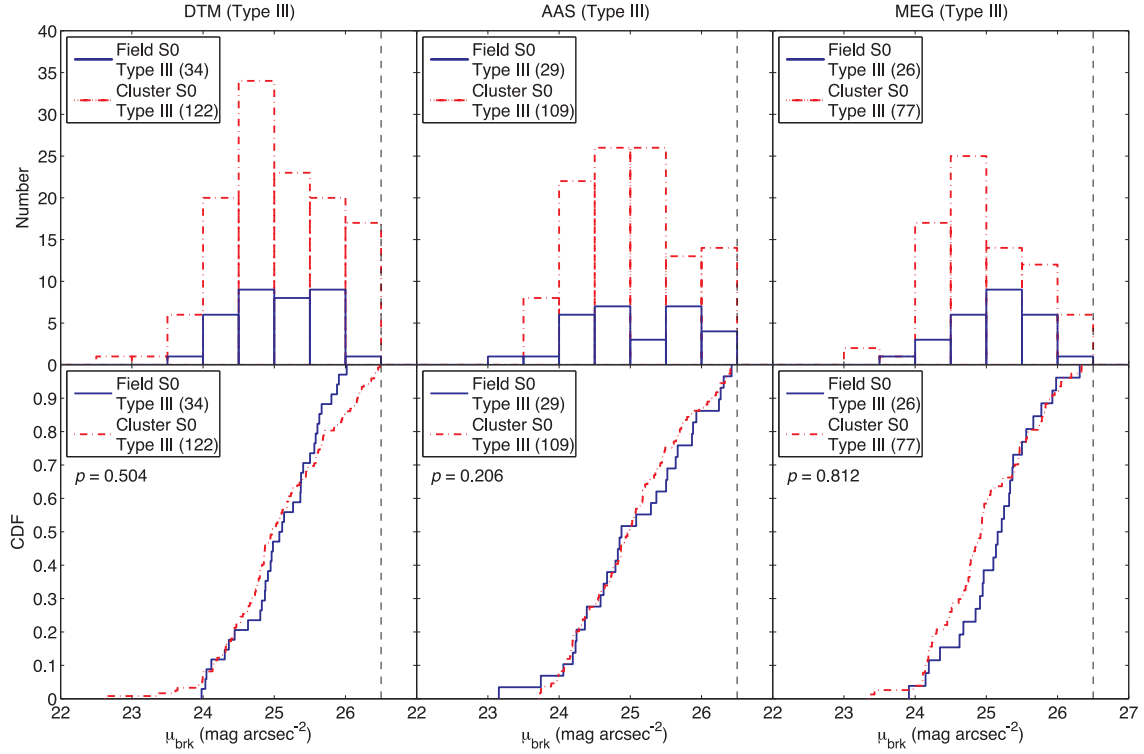 DTM (Type III)
AAS (Type III)
MEG (Type III)
40
35
30
25
20
15
10
5
0
Number
Field S0
Type III (34)
Cluster S0
Type III (122)
Field S0
Type III (29)
Cluster S0
Type III (109)
Field S0
Type III (26)
Cluster S0
Type III (77)
0.9
0.8
0.7
0.6
0.5
0.4
0.3
0.2
0.1
0
CDF
Field S0
Type III (34)
Cluster S0
Type III (122)
p = 0.504
Field S0
Type III (29)
Cluster S0
Type III (109)
p = 0.206
Field S0
Type III (26)
Cluster S0
Type III (77)
p = 0.812
22 23 24 25 26
22 23 24 25 26
22 23 24 25 26 27
μbrk (mag arcsec-2)
μbrk (mag arcsec-2)
μbrk (mag arcsec-2)